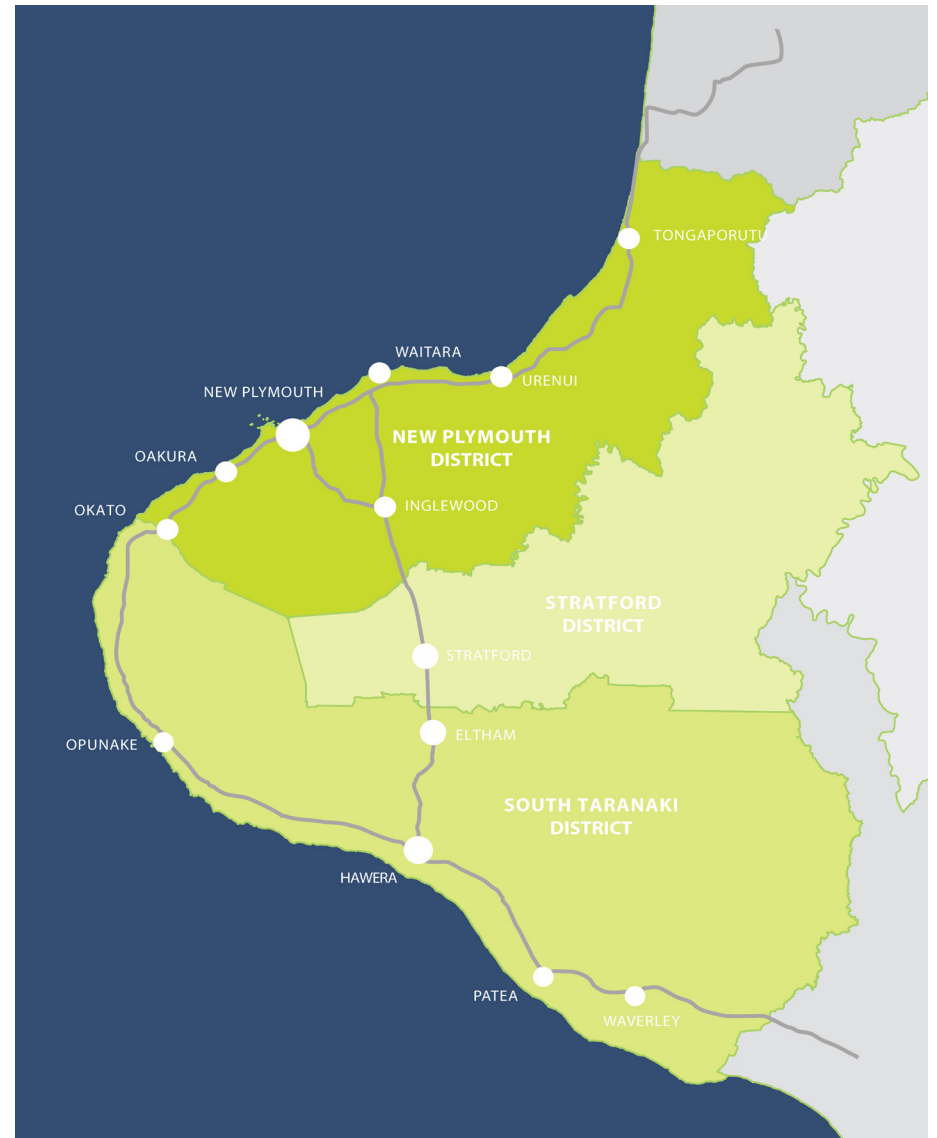 TONGAPORUTU
WAITARA
URENUI
NEW PLYMOUTH
NEW PLYMOUTH
DISTRICT
OAKURA
INGLEWOOD
OKATO
STRATFORD
DISTRICT
STRATFORD
ELTHAM
OPUNAKE
SOUTH TARANAKI
DISTRICT
HAWERA
PATEA
WAVERLEY